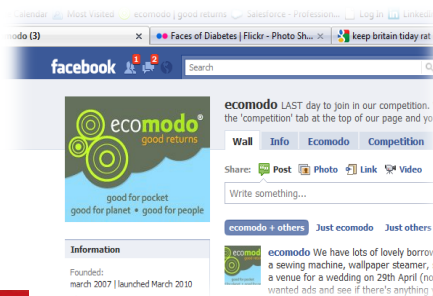 Calendar Most Visited ecomodo | good returns Salesforce - Profession... Log In LinkedIn
modo (3) × Faces of Diabetes | Flickr - Photo Sh... × keep britain tiday rat
facebook 1 2 Search
ecomodo LAST day to join in our competition.
the 'competition' tab at the top of our page and yo
Wall Info Ecomodo Competition
Share: Post Photo Link Video
Write something...
ecomodo + others Just ecomodo Just others
ecomodo We have lots of lovely borrow
a sewing machine, wallpaper steamer,
a venue for a wedding on 29th April (no
wanted ads and see if there's anything
ecomodo®
good returns
good for pocket
good for planet • good for people
Information
Founded:
march 2007 | launched March 2010